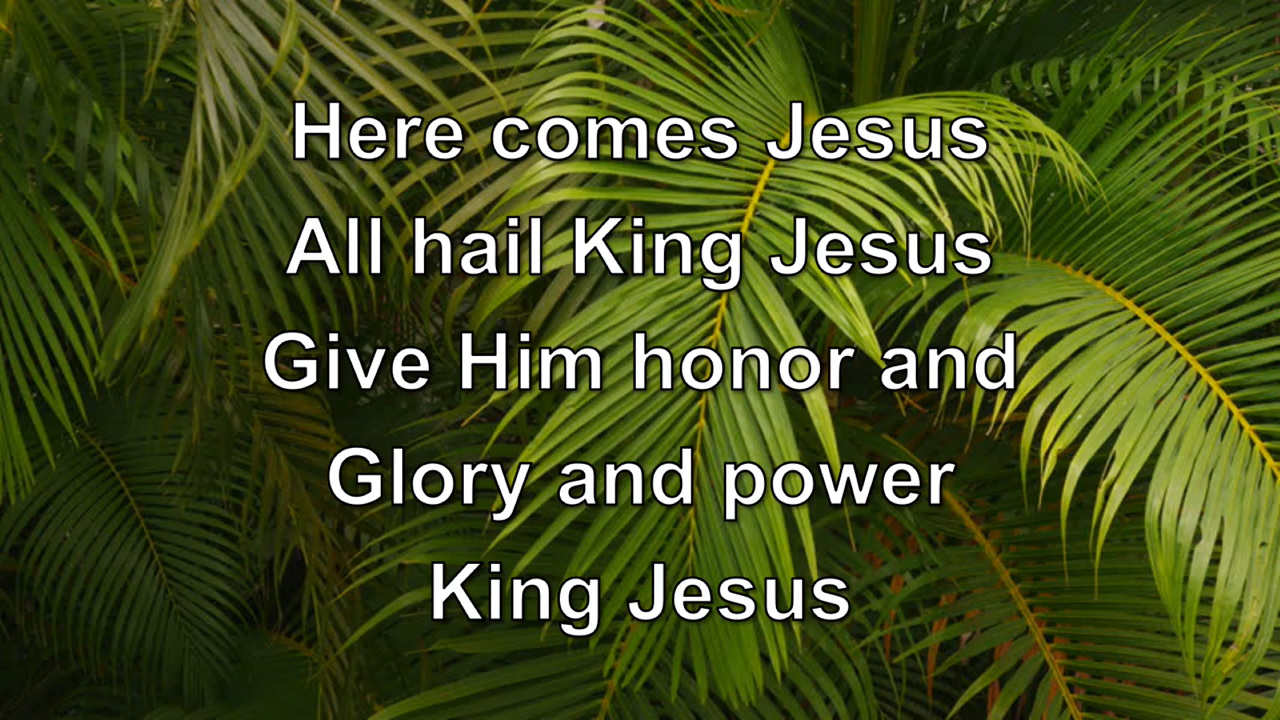 Here comes Jesus
All hail King Jesus
Give Him honor and
Glory and power
King Jesus